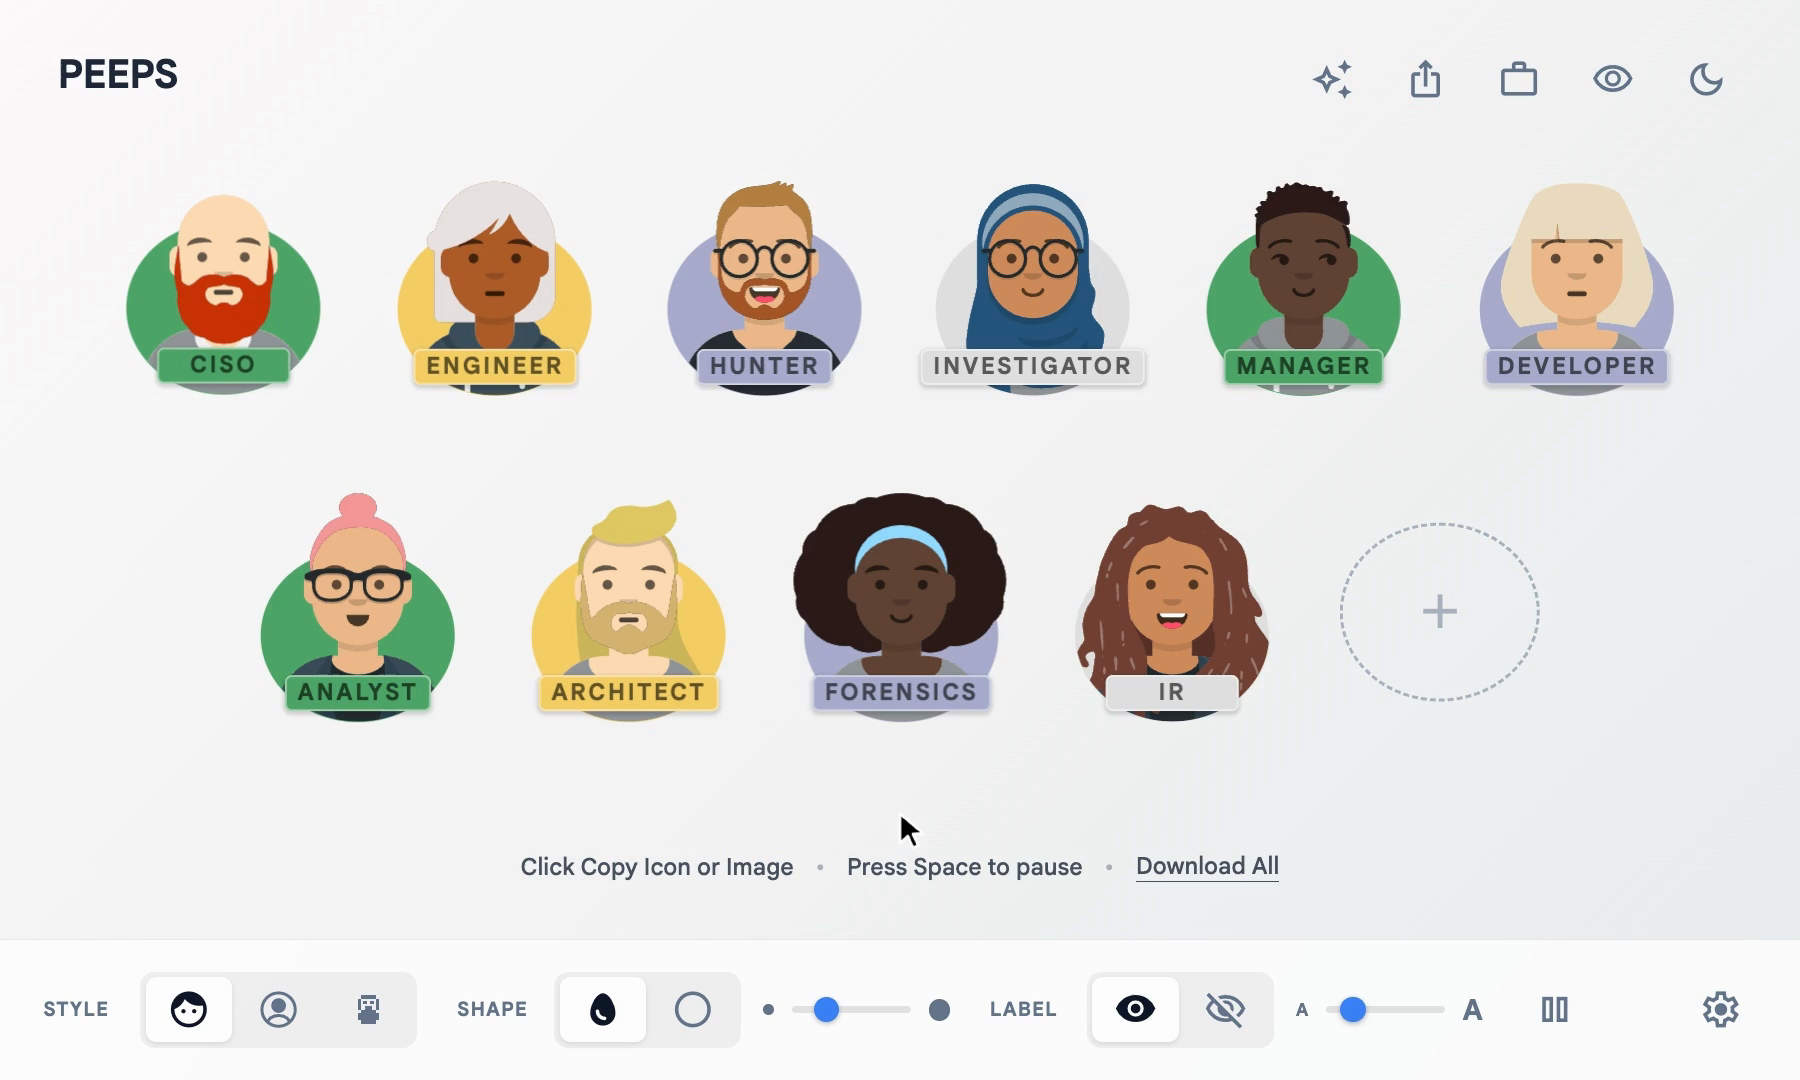 PEEPS
CISO
ENGINEER
HUNTER
INVESTIGATOR
MANAGER
DEVELOPER
ANALYST
ARCHITECT
FORENSICS
IR
Click Copy Icon or Image • Press Space to pause • Download All
STYLE SHAPE LABEL A A